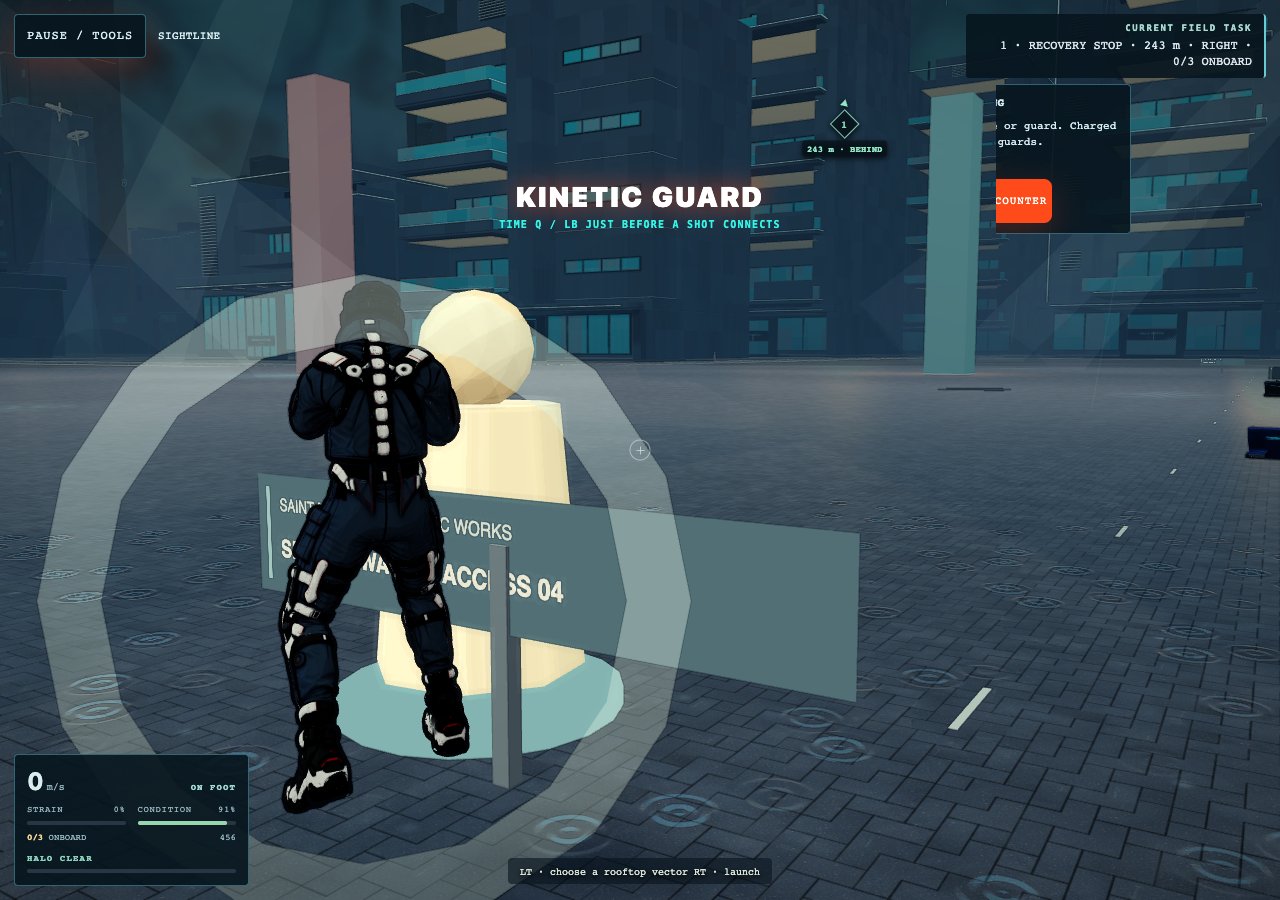 PAUSE / TOOLS
SIGHTLINE
CURRENT FIELD TASK
1 · RECOVERY STOP · 243 m · RIGHT ·
0/3 ONBOARD
or guard. Charged
guards.
COUNTER
1
243 m · BEHIND
KINETIC GUARD
TIME Q / LB JUST BEFORE A SHOT CONNECTS
SAINT C WORKS
ACCESS 04
0 m/s
ON FOOT
STRAIN 0% CONDITION 91%
0/3 ONBOARD 456
HALO CLEAR
LT · choose a rooftop vector RT · launch